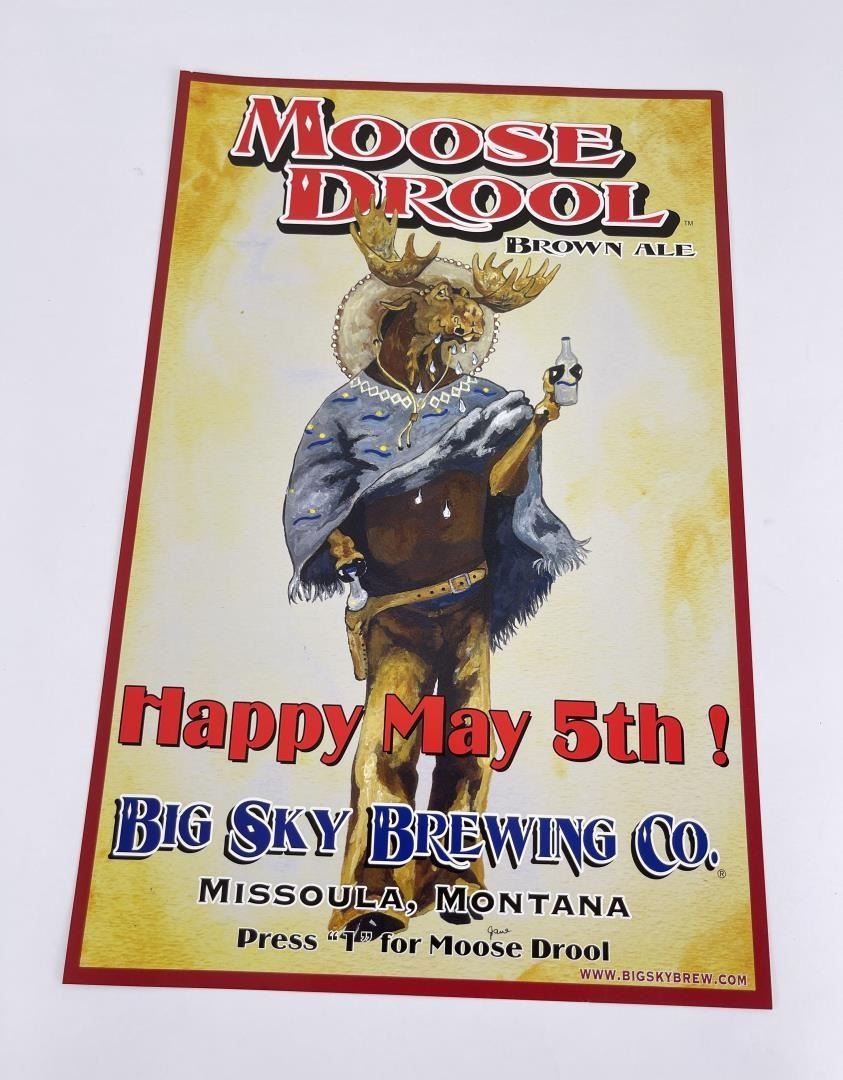 MOOSE
DROOL ™
BROWN ALE
Happy May 5th !
BIG SKY BREWING CO. ®
MISSOULA, MONTANA
Jane
Press "1" for Moose Drool
WWW.BIGSKYBREW.COM